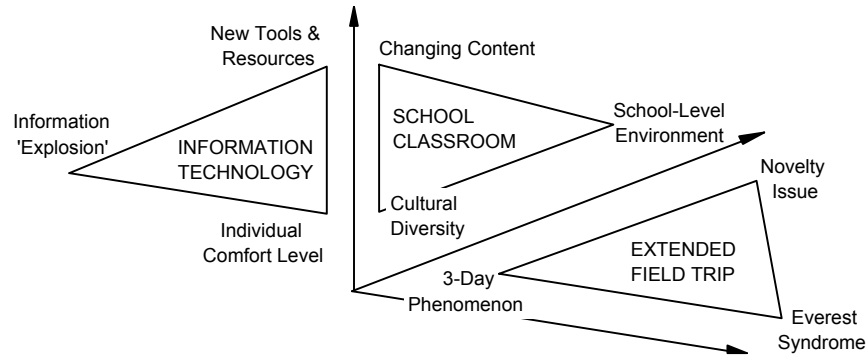 New Tools &
Resources
Information
'Explosion'
INFORMATION
TECHNOLOGY
Individual
Comfort Level
Changing Content
SCHOOL
CLASSROOM
School-Level
Environment
Cultural
Diversity
Novelty
Issue
EXTENDED
FIELD TRIP
3-Day
Phenomenon
Everest
Syndrome